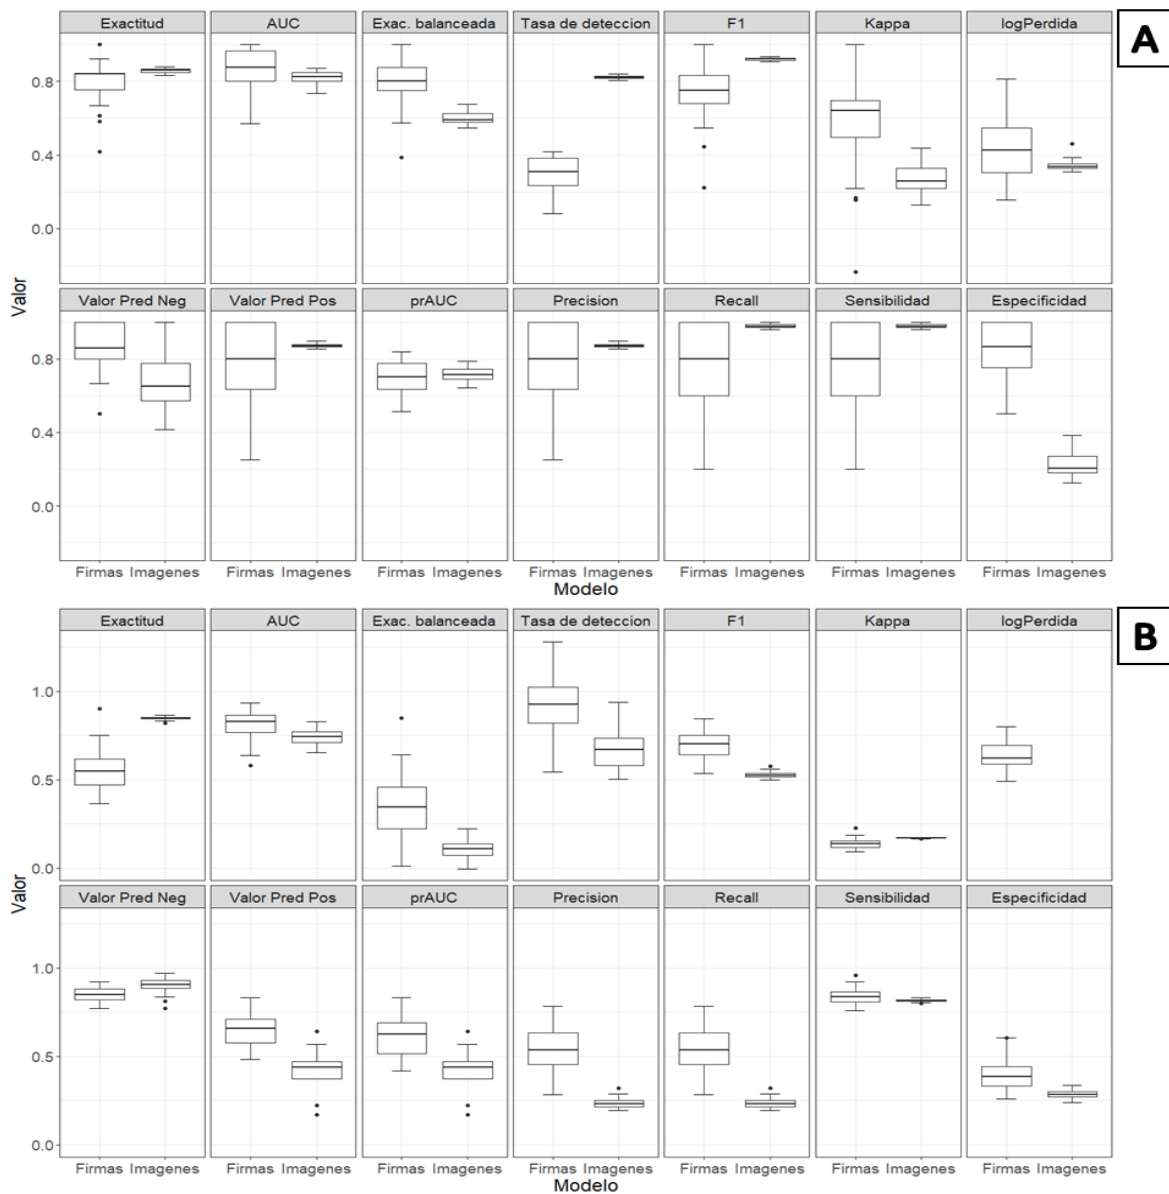 A
Exactitud AUC Exac. balanceada Tasa de deteccion F1 Kappa logPerdida
0.8
0.4
0.0
Valor
Valor Pred Neg Valor Pred Pos prAUC Precision Recall Sensibilidad Especificidad
0.8
0.4
0.0
Firmas Imagenes Firmas Imagenes Firmas Imagenes Firmas Imagenes Firmas Imagenes Firmas Imagenes Firmas Imagenes
Modelo
B
Exactitud AUC Exac. balanceada Tasa de deteccion F1 Kappa logPerdida
1.0
0.5
0.0
Valor
Valor Pred Neg Valor Pred Pos prAUC Precision Recall Sensibilidad Especificidad
1.0
0.5
0.0
Firmas Imagenes Firmas Imagenes Firmas Imagenes Firmas Imagenes Firmas Imagenes Firmas Imagenes Firmas Imagenes
Modelo